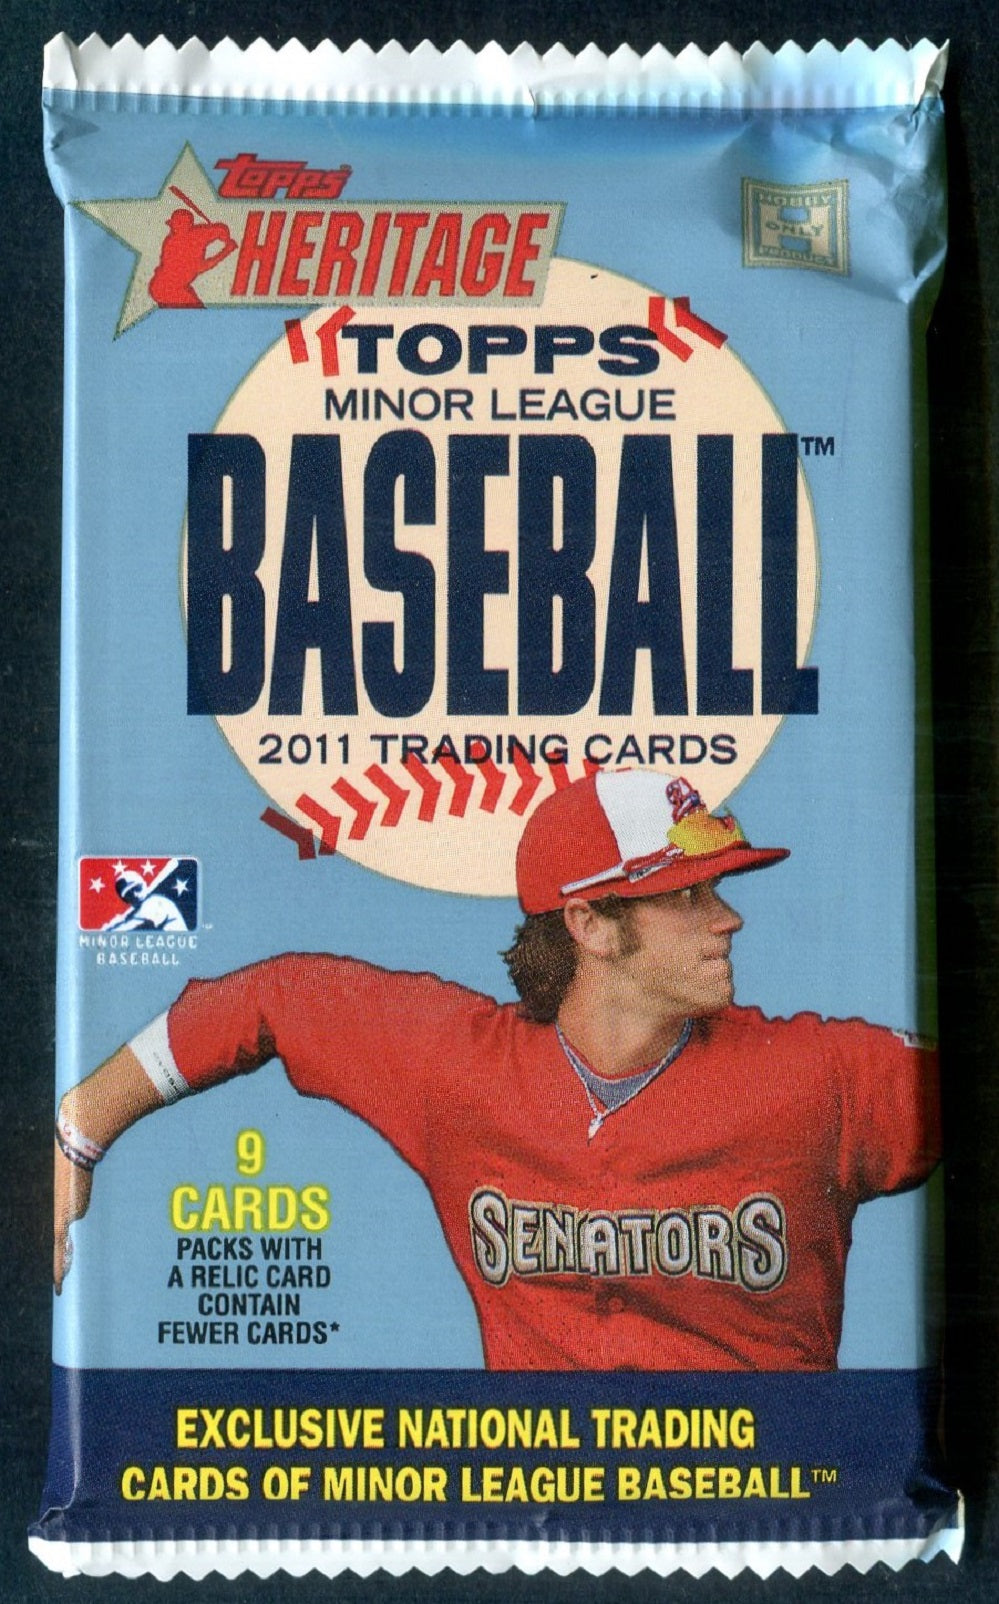 Topps
HERITAGE
HOBBY
ONLY
PRODUCT
TOPPS
MINOR LEAGUE
BASEBALL™
2011 TRADING CARDS
MINOR LEAGUE
BASEBALL
9
CARDS
PACKS WITH
A RELIC CARD
CONTAIN
FEWER CARDS*
SENATORS
EXCLUSIVE NATIONAL TRADING
CARDS OF MINOR LEAGUE BASEBALL™